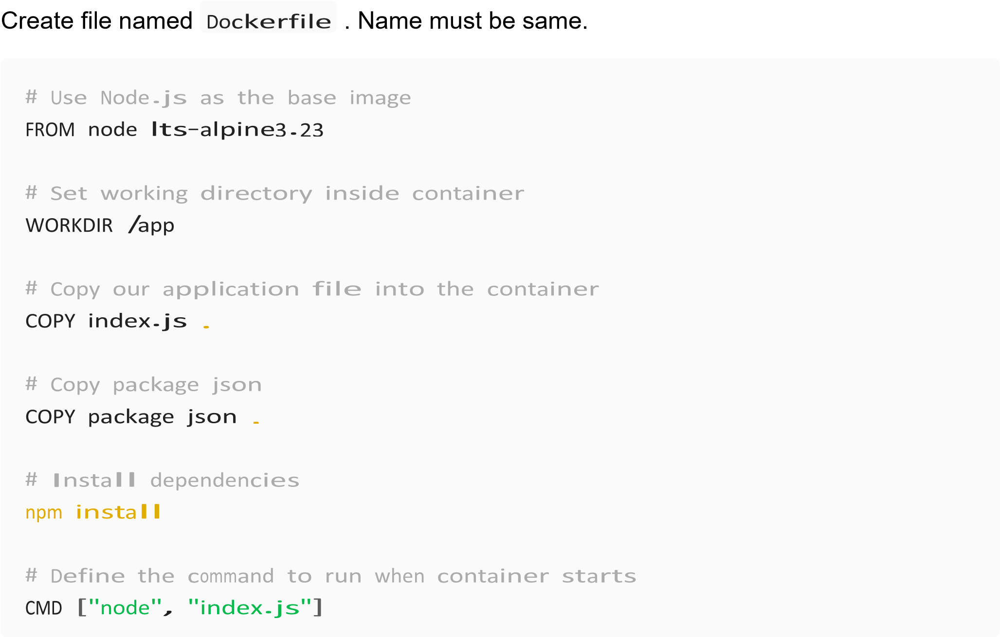 Create file named Dockerfile . Name must be same.
# Use Node.js as the base image
FROM node lts-alpine3.23
# Set working directory inside container
WORKDIR /app
# Copy our application file into the container
COPY index.js .
# Copy package json
COPY package json .
# Install dependencies
npm install
# Define the command to run when container starts
CMD ["node", "index.js"]